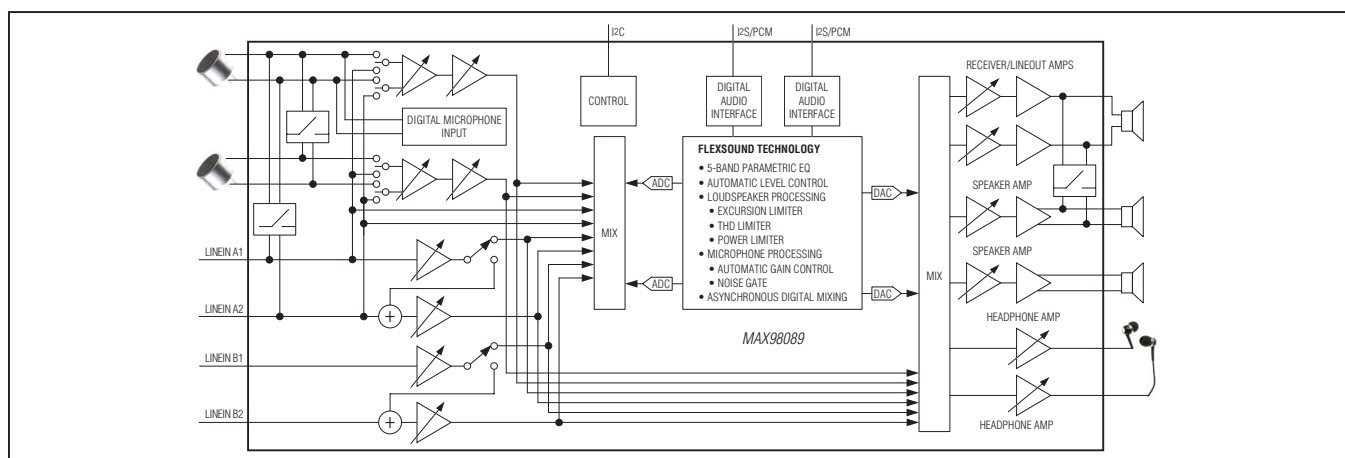 I2C
I2S/PCM
I2S/PCM
RECEIVER/LINEOUT AMPS
CONTROL
DIGITAL
AUDIO
INTERFACE
DIGITAL
AUDIO
INTERFACE
DIGITAL MICROPHONE
INPUT
FLEXSOUND TECHNOLOGY
• 5-BAND PARAMETRIC EQ
• AUTOMATIC LEVEL CONTROL
• LOUDSPEAKER PROCESSING
• EXCURSION LIMITER
• THD LIMITER
• POWER LIMITER
• MICROPHONE PROCESSING
• AUTOMATIC GAIN CONTROL
• NOISE GATE
• ASYNCHRONOUS DIGITAL MIXING
ADC
ADC
DAC
DAC
MIX
MIX
SPEAKER AMP
SPEAKER AMP
HEADPHONE AMP
HEADPHONE AMP
LINEIN A1
LINEIN A2
LINEIN B1
LINEIN B2
+
+
MAX98089